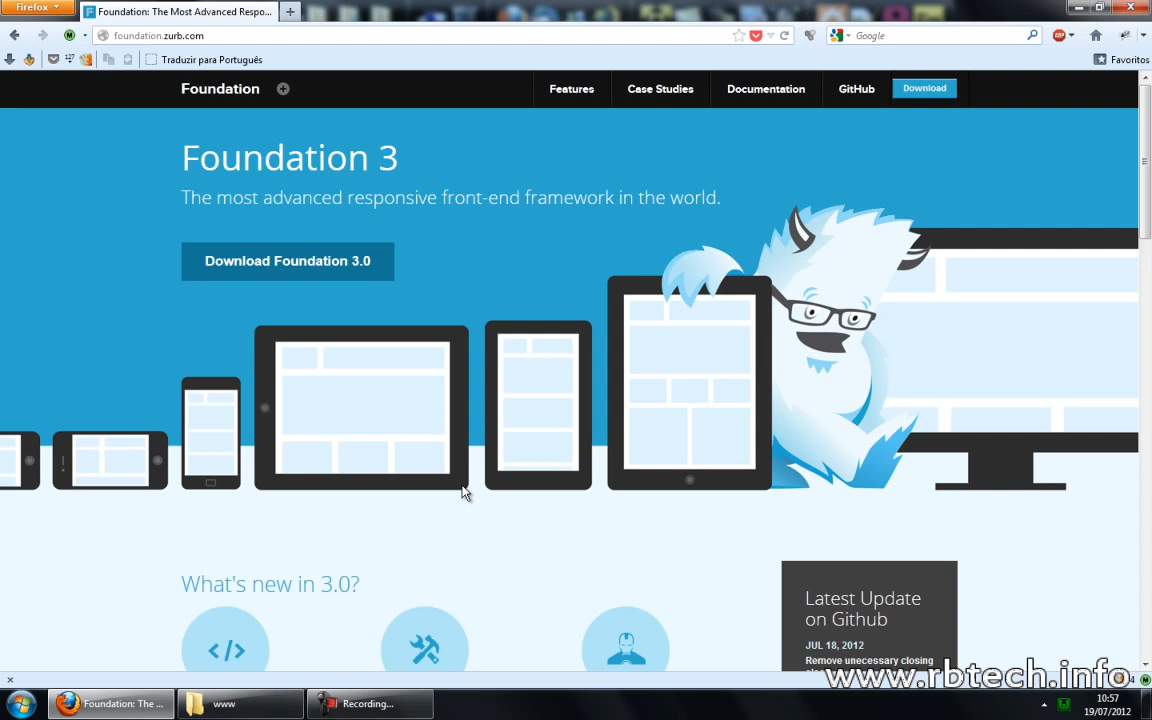 Firefox
Foundation: The Most Advanced Respo...
foundation.zurb.com
Google
Traduzir para Português
Favoritos
Foundation
Features
Case Studies
Documentation
GitHub
Download
Foundation 3
The most advanced responsive front-end framework in the world.
Download Foundation 3.0
What's new in 3.0?
Latest Update
on Github
JUL 18, 2012
Remove unecessary closing
www.rbtech.info
Foundation: The ...
www
Recording...
10:57
19/07/2012